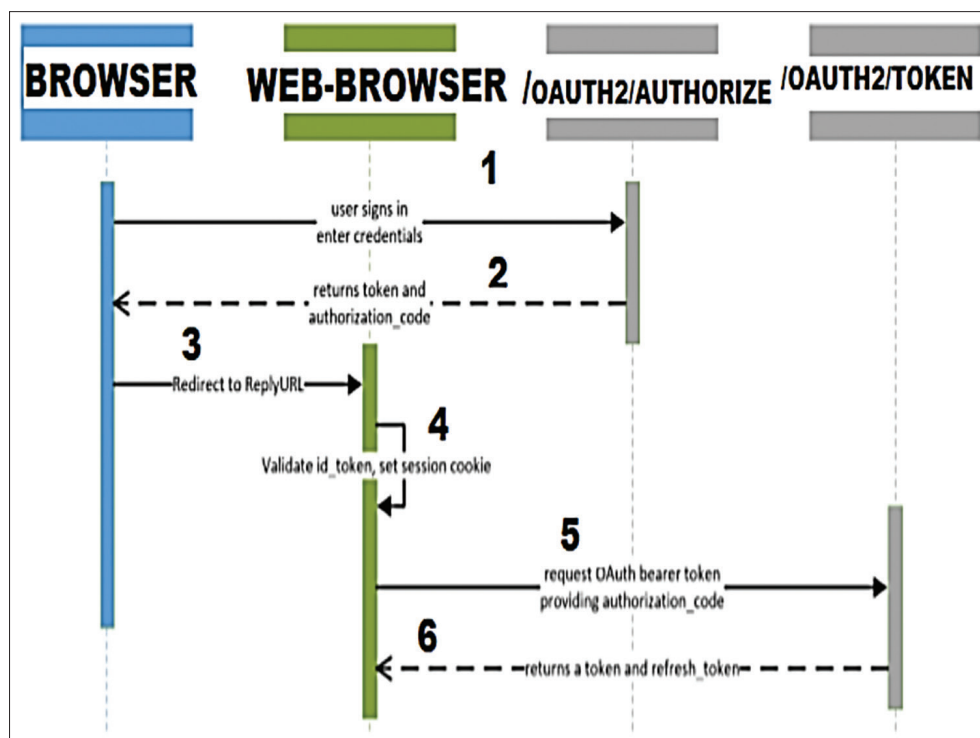 BROWSER
WEB-BROWSER
/OAUTH2/AUTHORIZE
/OAUTH2/TOKEN
1
user signs in
enter credentials
2
returns token and
authorization_code
3
Redirect to ReplyURL
4
Validate id_token, set session cookie
5
request OAuth bearer token
providing authorization_code
6
returns a token and refresh_token